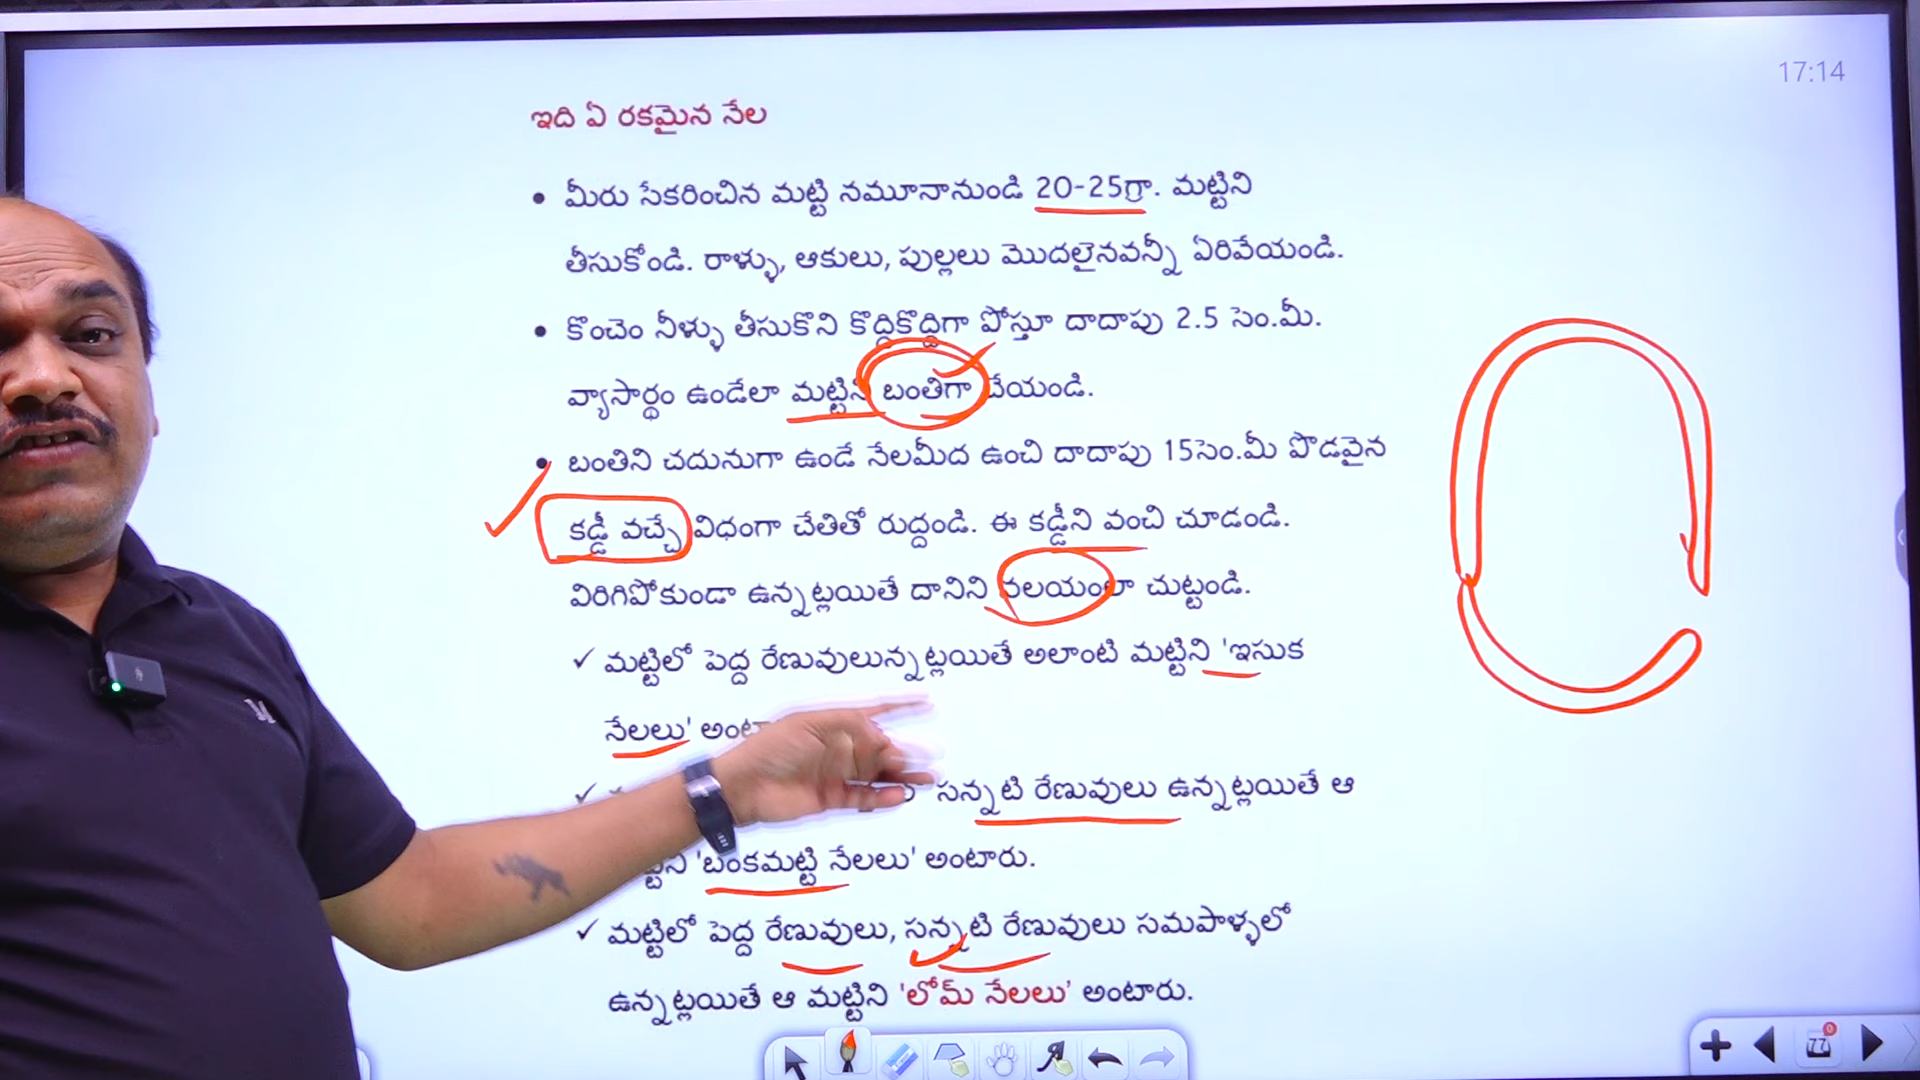 17:14
ఇది ఏ రకమైన నేల
• మీరు సేకరించిన మట్టి నమూనానుండి 20-25గ్రా. మట్టిని
తీసుకోండి. రాళ్ళు, ఆకులు, పుల్లలు మొదలైనవన్నీ ఏరివేయండి.
• కొంచెం నీళ్ళు తీసుకొని కొద్దికొద్దిగా పోస్తూ దాదాపు 2.5 సెం.మీ.
వ్యాసార్థం ఉండేలా మట్టిని బంతిగా చేయండి.
• బంతిని చదునుగా ఉండే నేలమీద ఉంచి దాదాపు 15సెం.మీ పొడవైన
కడ్డీ వచ్చే విధంగా చేతితో రుద్దండి. ఈ కడ్డీని వంచి చూడండి.
విరిగిపోకుండా ఉన్నట్లయితే దానిని వలయంలా చుట్టండి.
✓ మట్టిలో పెద్ద రేణువులున్నట్లయితే అలాంటి మట్టిని 'ఇసుక
నేలలు'
✓ సన్నటి రేణువులు ఉన్నట్లయితే ఆ
'బంకమట్టి నేలలు' అంటారు.
✓ మట్టిలో పెద్ద రేణువులు, సన్నటి రేణువులు సమపాళ్ళలో
ఉన్నట్లయితే ఆ మట్టిని 'లోమ్ నేలలు' అంటారు.
77